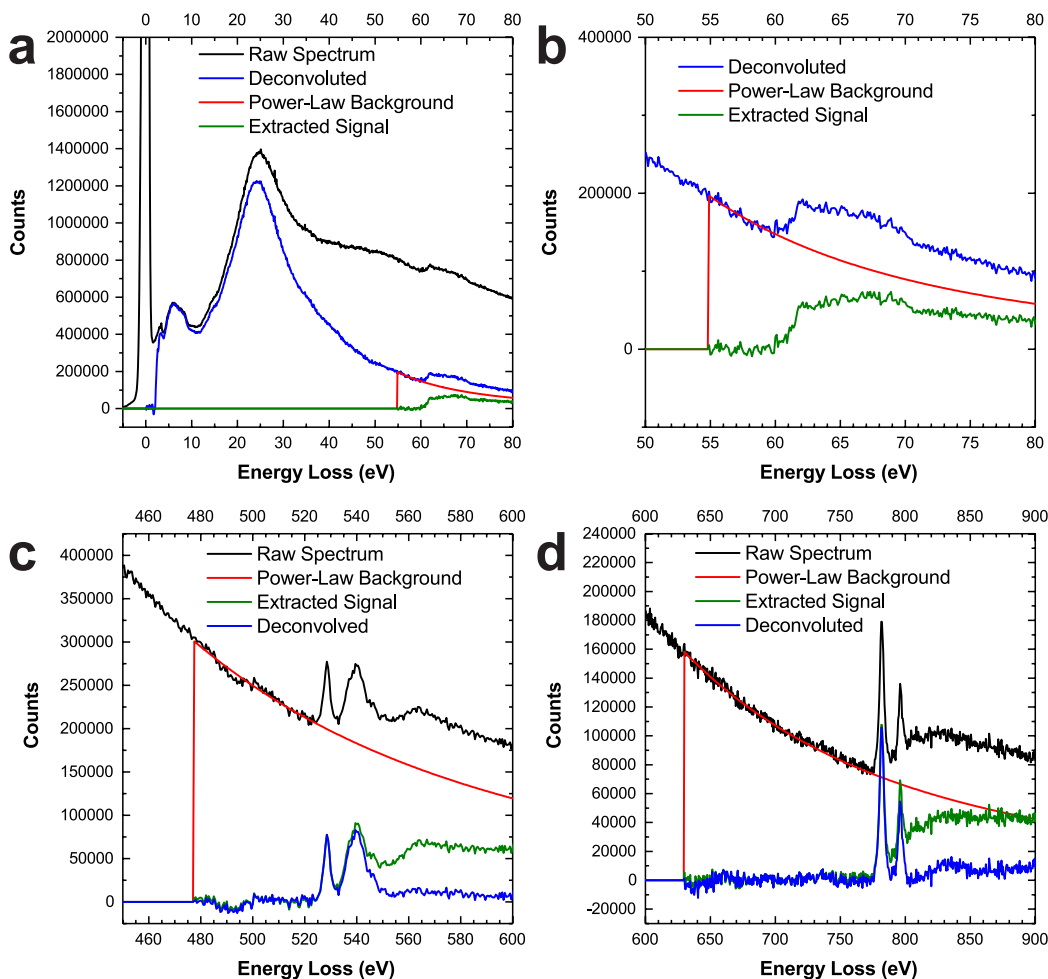 a
0 10 20 30 40 50 60 70 80
2000000
1800000
1600000
1400000
1200000
1000000
800000
600000
400000
200000
0
Counts
Raw Spectrum
Deconvoluted
Power-Law Background
Extracted Signal
0 10 20 30 40 50 60 70 80
Energy Loss (eV)
b
50 55 60 65 70 75 80
400000
200000
0
Counts
Deconvoluted
Power-Law Background
Extracted Signal
50 55 60 65 70 75 80
Energy Loss (eV)
c
460 480 500 520 540 560 580 600
400000
350000
300000
250000
200000
150000
100000
50000
0
Counts
Raw Spectrum
Power-Law Background
Extracted Signal
Deconvolved
460 480 500 520 540 560 580 600
Energy Loss (eV)
d
600 650 700 750 800 850 900
240000
220000
200000
180000
160000
140000
120000
100000
80000
60000
40000
20000
0
-20000
Counts
Raw Spectrum
Power-Law Background
Extracted Signal
Deconvoluted
600 650 700 750 800 850 900
Energy Loss (eV)